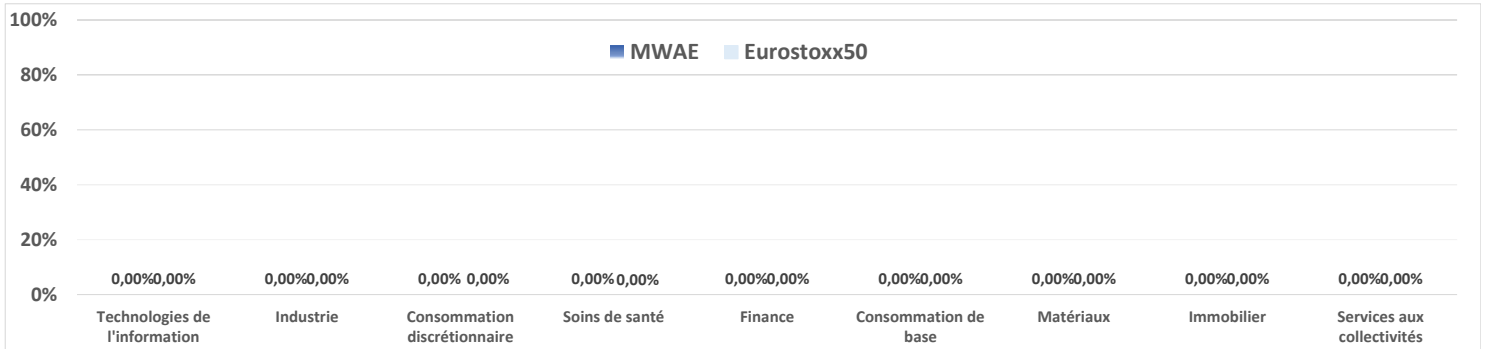 100%
MWAE Eurostoxx50
80%
60%
40%
20%
0,00%0,00% 0,00%0,00% 0,00% 0,00% 0,00% 0,00% 0,00%0,00% 0,00%0,00% 0,00%0,00% 0,00%0,00% 0,00%0,00%
0%
Technologies de l'information
Industrie
Consommation discrétionnaire
Soins de santé
Finance
Consommation de base
Matériaux
Immobilier
Services aux collectivités